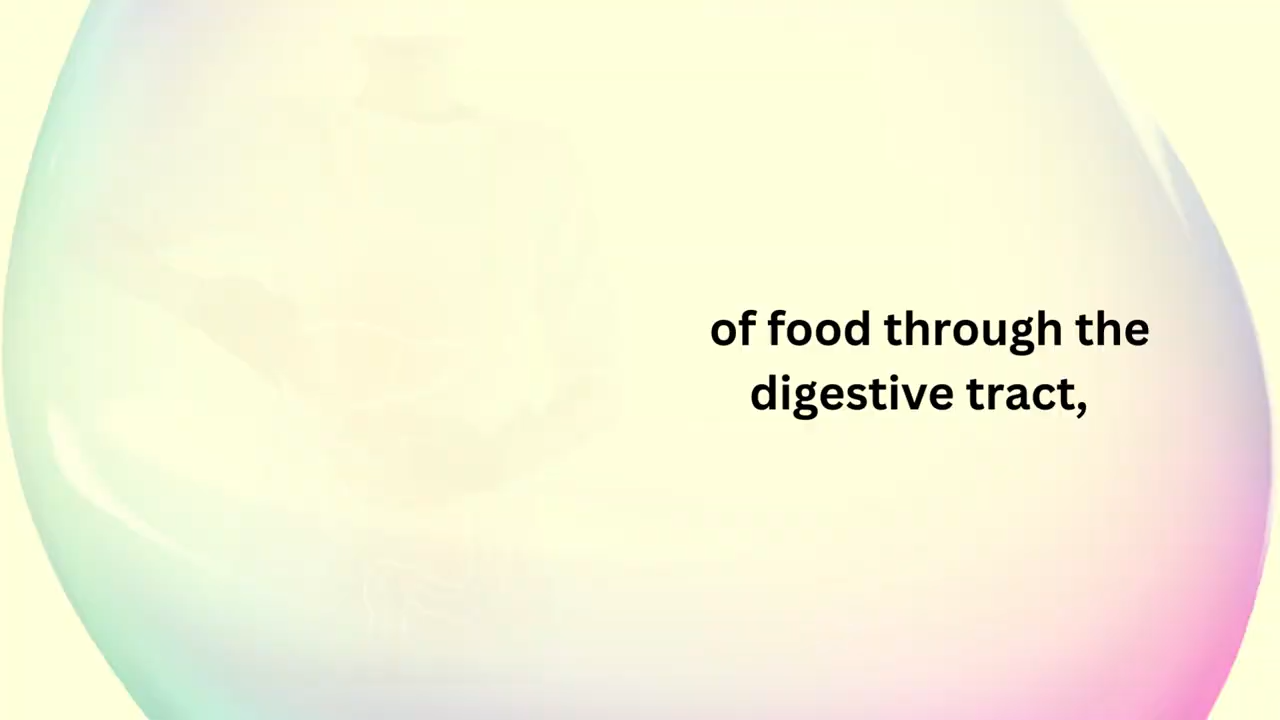 of food through the
digestive tract,